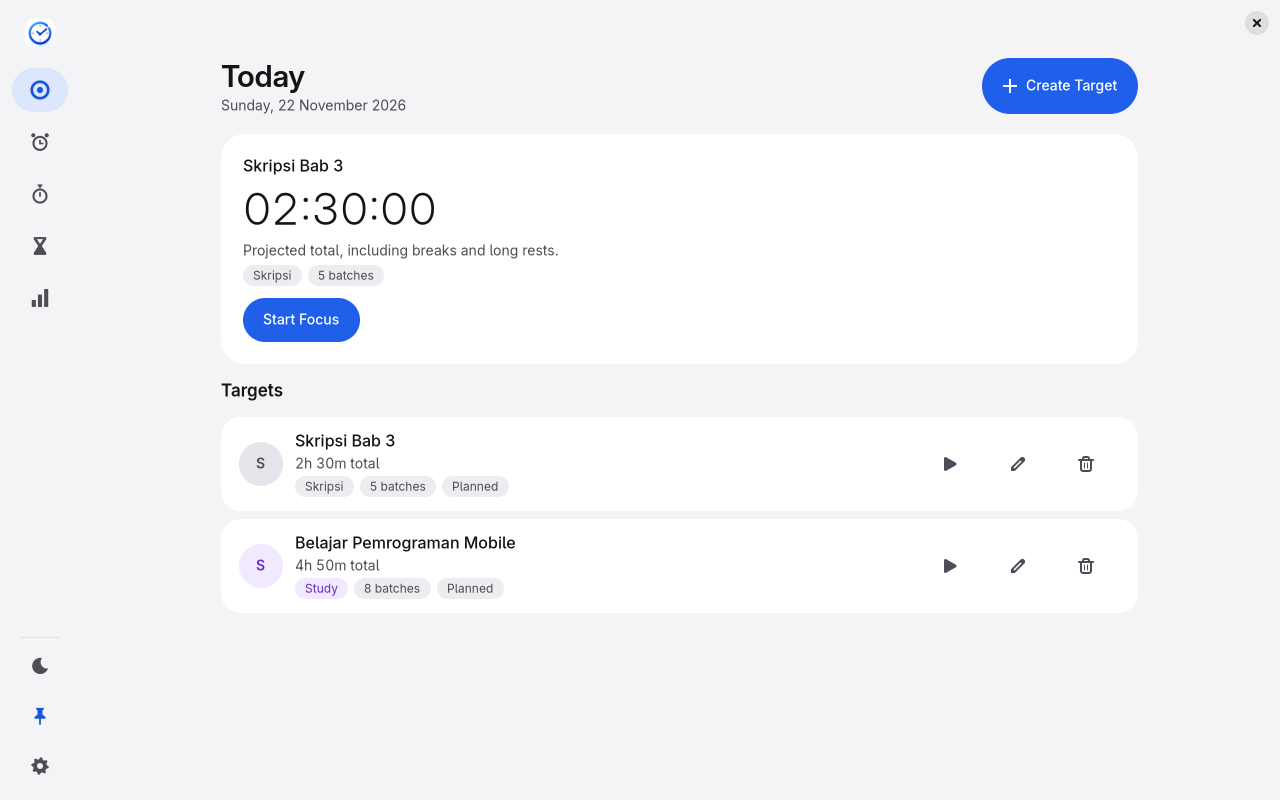 Today
Sunday, 22 November 2026
Create Target
Skripsi Bab 3
02:30:00
Projected total, including breaks and long rests.
Skripsi 5 batches
Start Focus
Targets
S
Skripsi Bab 3
2h 30m total
Skripsi 5 batches Planned
S
Belajar Pemrograman Mobile
4h 50m total
Study 8 batches Planned